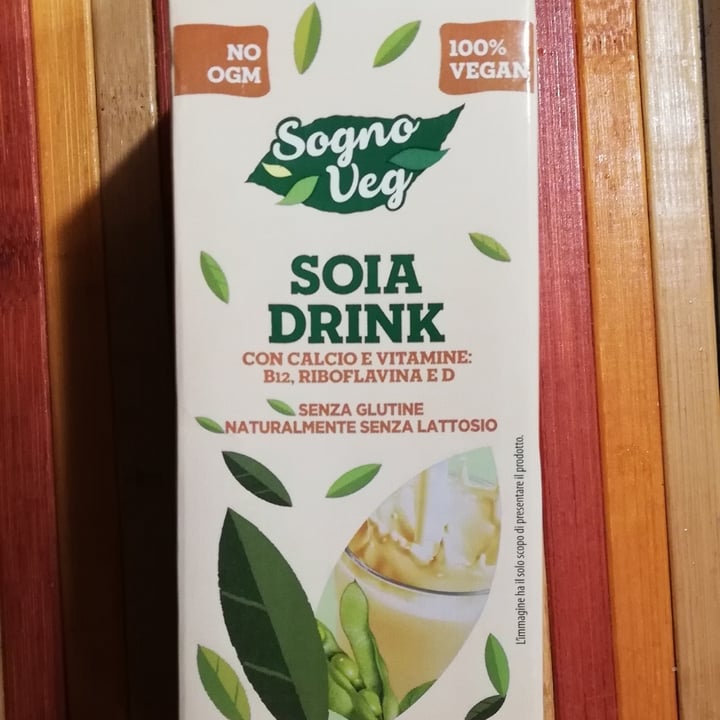 NO
OGM
100%
VEGAN
Sogno
Veg
SOIA
DRINK
CON CALCIO E VITAMINE:
B12, RIBOFLAVINA E D
SENZA GLUTINE
NATURALMENTE SENZA LATTOSIO
L'immagine ha il solo scopo di presentare il prodotto.